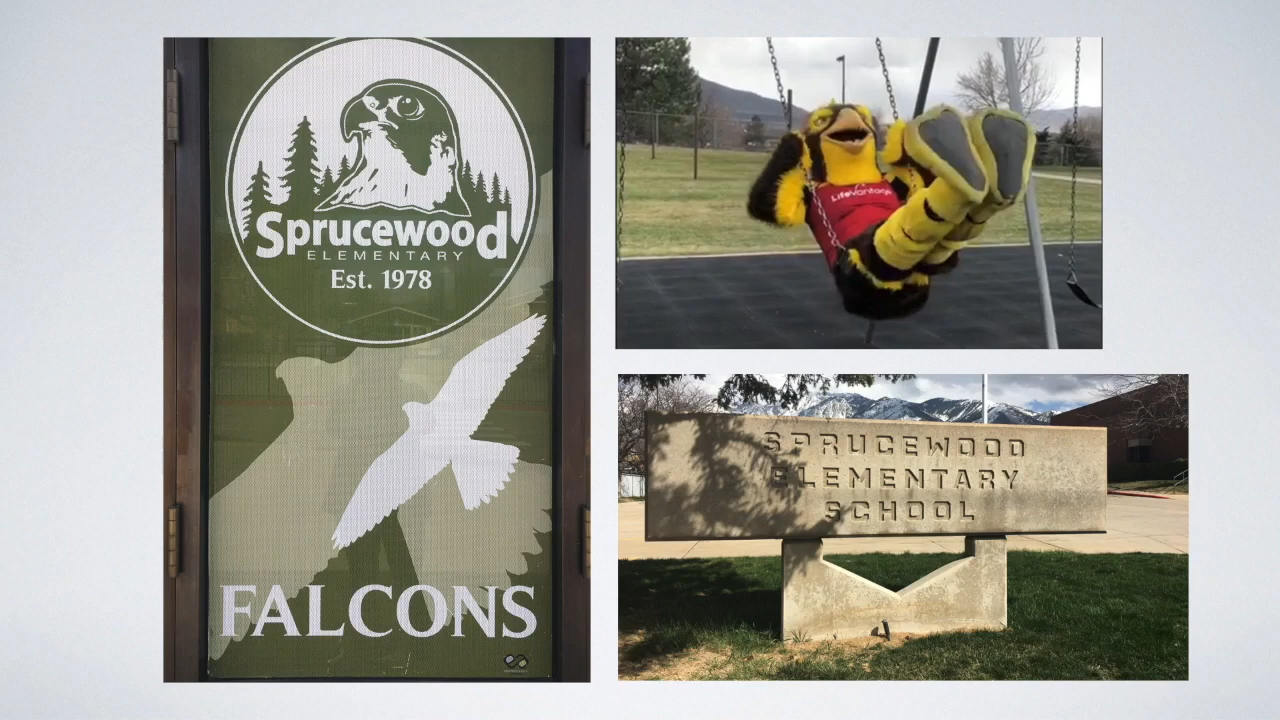 Sprucewood
ELEMENTARY
Est. 1978
FALCONS
LifeVantage
SPRUCEWOOD
ELEMENTARY
SCHOOL